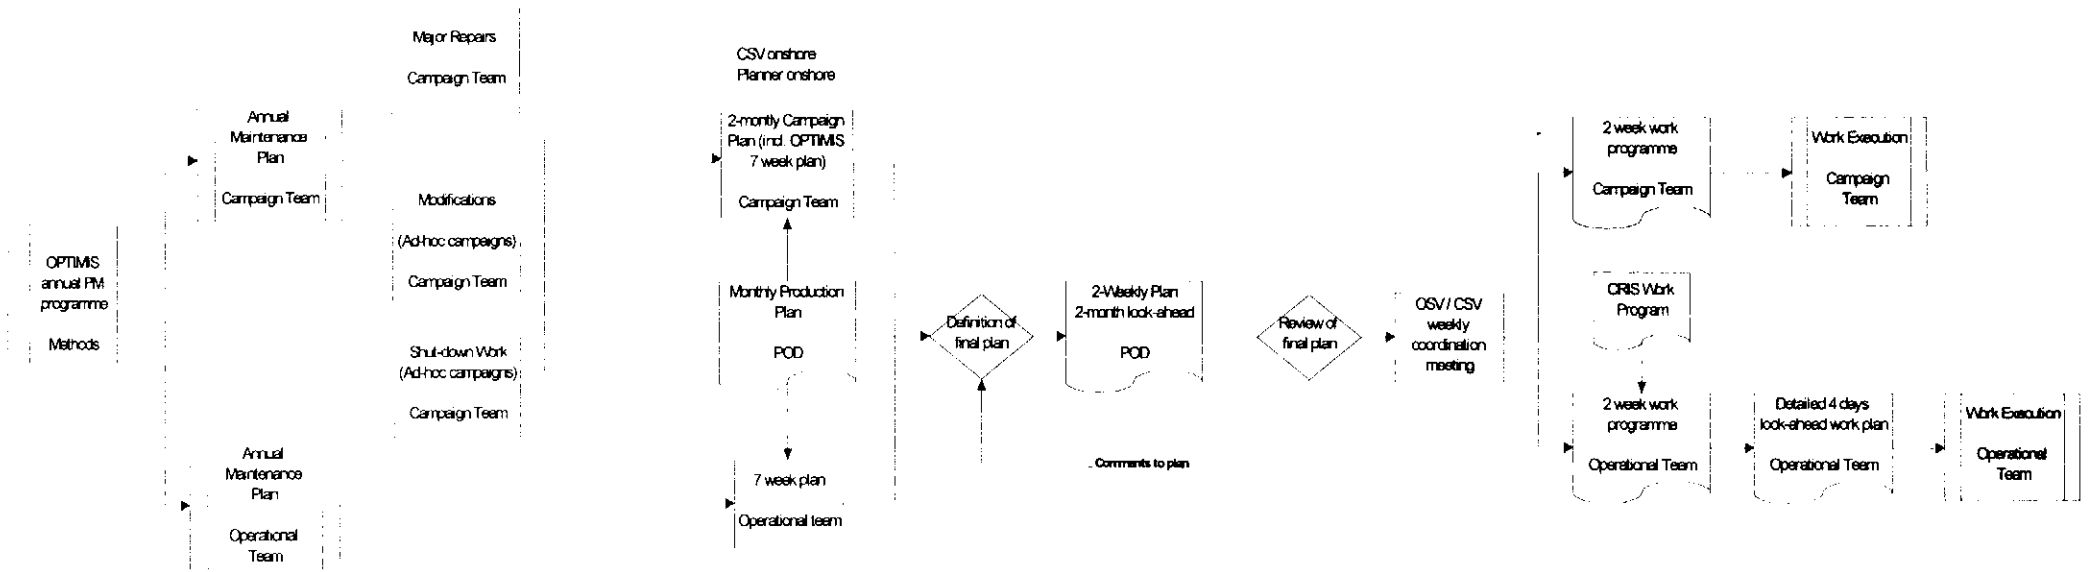 OPTIMIS
annual PM
programme
Methods
Annual
Maintenance
Plan
Campaign Team
Annual
Maintenance
Plan
Operational
Team
Major Repairs
Campaign Team
Modifications
(Ad-hoc campaigns)
Campaign Team
Shut-down Work
(Ad-hoc campaigns)
Campaign Team
CSV onshore
Planner onshore
2-montly Campaign
Plan (incl. OPTIMIS
7 week plan)
Campaign Team
Monthly Production
Plan
POD
7 week plan
Operational team
Definition of
final plan
2-Weekly Plan
2-month look-ahead
POD
Comments to plan
Review of
final plan
OSV / CSV
weekly
coordination
meeting
2 week work
programme
Campaign Team
Work Execution
Campaign
Team
CRIS Work
Program
2 week work
programme
Operational Team
Detailed 4 days
look-ahead work plan
Operational Team
Work Execution
Operational
Team